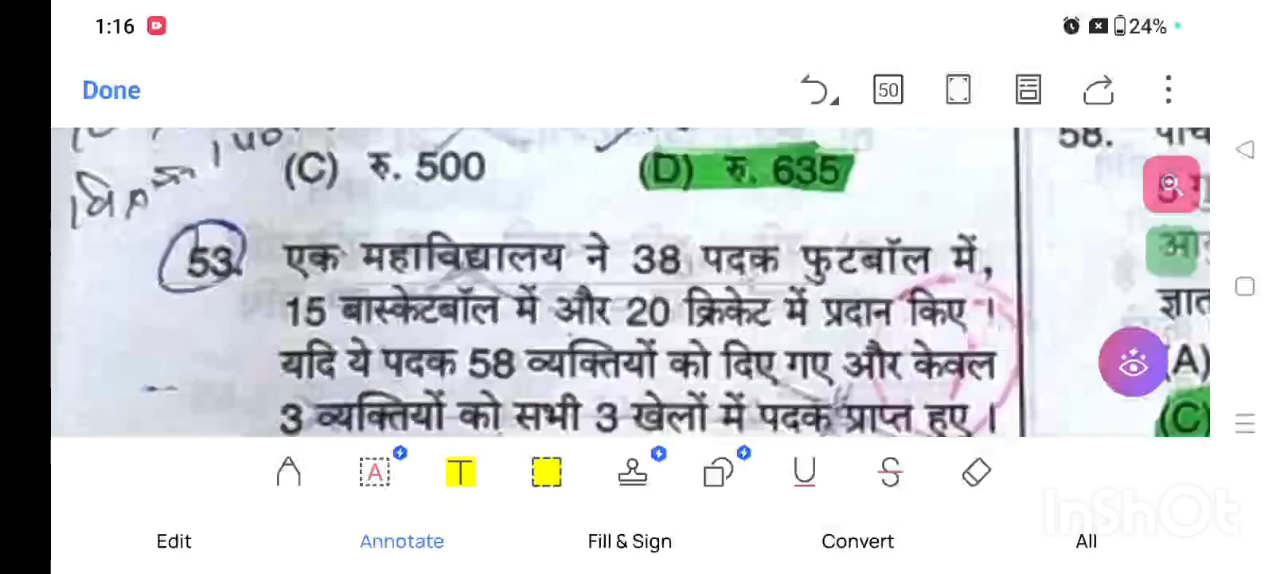 1:16
24%
Done
50
(C) रु. 500 (D) रु. 635
58.
53. एक महाविद्यालय ने 38 पदक फुटबॉल में,
15 बास्केटबॉल में और 20 क्रिकेट में प्रदान किए ।
यदि ये पदक 58 व्यक्तियों को दिए गए और केवल
3 व्यक्तियों को सभी 3 खेलों में पदक प्राप्त हुए ।
(A)
(C)
A T U S
InShOt
Edit Annotate Fill & Sign Convert All